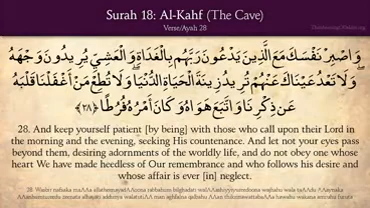 Surah 18: Al-Kahf (The Cave)
Verse/Ayah 28
وَاصْبِرْ نَفْسَكَ مَعَ الَّذِينَ يَدْعُونَ رَبَّهُم بِالْغَدَاةِ وَالْعَشِيِّ يُرِيدُونَ وَجْهَهُ
وَلَا تَعْدُ عَيْنَاكَ عَنْهُمْ تُرِيدُ زِينَةَ الْحَيَاةِ الدُّنْيَا وَلَا تُطِعْ مَنْ أَغْفَلْنَا قَلْبَهُ
عَن ذِكْرِنَا وَاتَّبَعَ هَوَاهُ وَكَانَ أَمْرُهُ فُرُطًا ﴿٢٨﴾
28. And keep yourself patient [by being] with those who call upon their Lord in
the morning and the evening, seeking His countenance. And let not your eyes pass
beyond them, desiring adornments of the worldly life, and do not obey one whose
heart We have made heedless of Our remembrance and who follows his desire and
whose affair is ever [in] neglect.